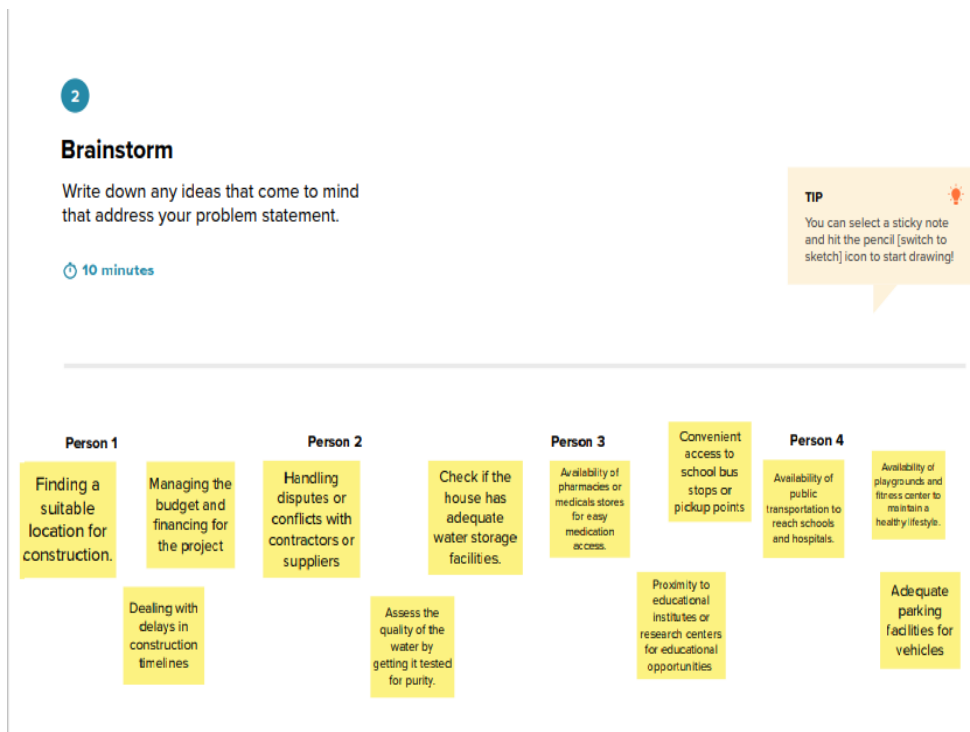 2
Brainstorm
Write down any ideas that come to mind
that address your problem statement.
10 minutes
TIP
You can select a sticky note
and hit the pencil [switch to
sketch] icon to start drawing!
Person 1
Finding a
suitable
location for
construction.
Managing the
budget and
financing for
the project
Dealing with
delays in
construction
timelines
Person 2
Handling
disputes or
conflicts with
contractors or
suppliers
Check if the
house has
adequate
water storage
facilities.
Assess the
quality of the
water by
getting it tested
for purity.
Person 3
Availability of
pharmacies or
medicals stores
for easy
medication
access.
Convenient
access to
school bus
stops or
pickup points
Proximity to
educational
institutes or
research centers
for educational
opportunities
Person 4
Availability of
public
transportation to
reach schools
and hospitals.
Availability of
playgrounds and
fitness center to
maintain a
healthy lifestyle.
Adequate
parking
facilities for
vehicles